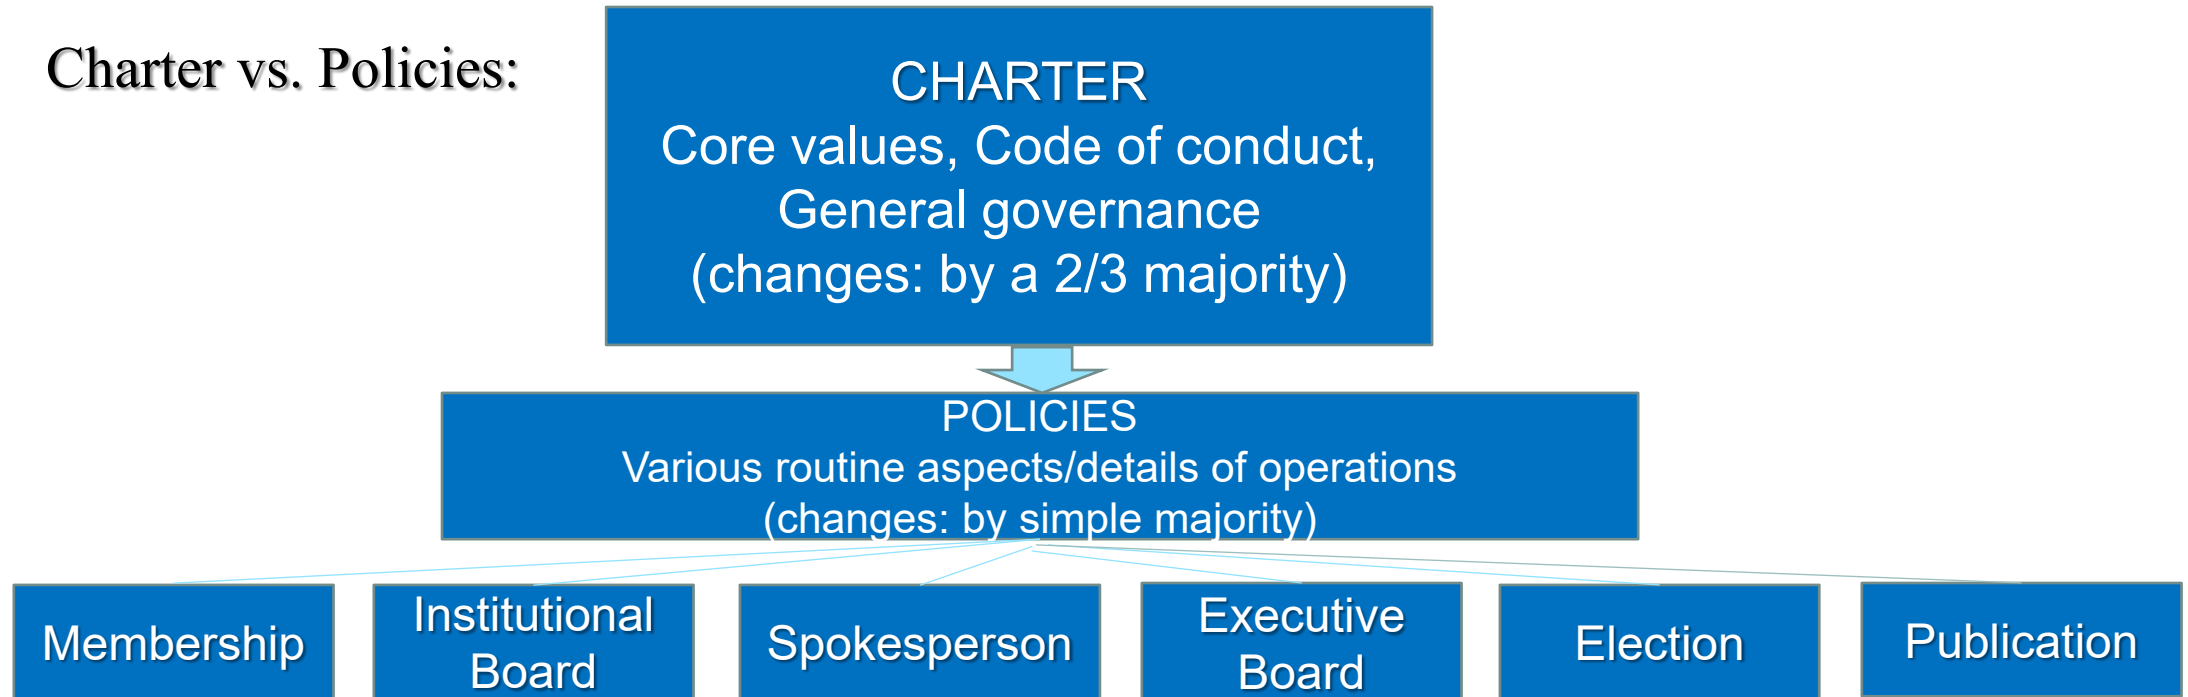 Charter vs. Policies:
CHARTER
Core values, Code of conduct,
General governance
(changes: by a 2/3 majority)
POLICIES
Various routine aspects/details of operations
(changes: by simple majority)
Membership
Institutional
Board
Spokesperson
Executive
Board
Election
Publication